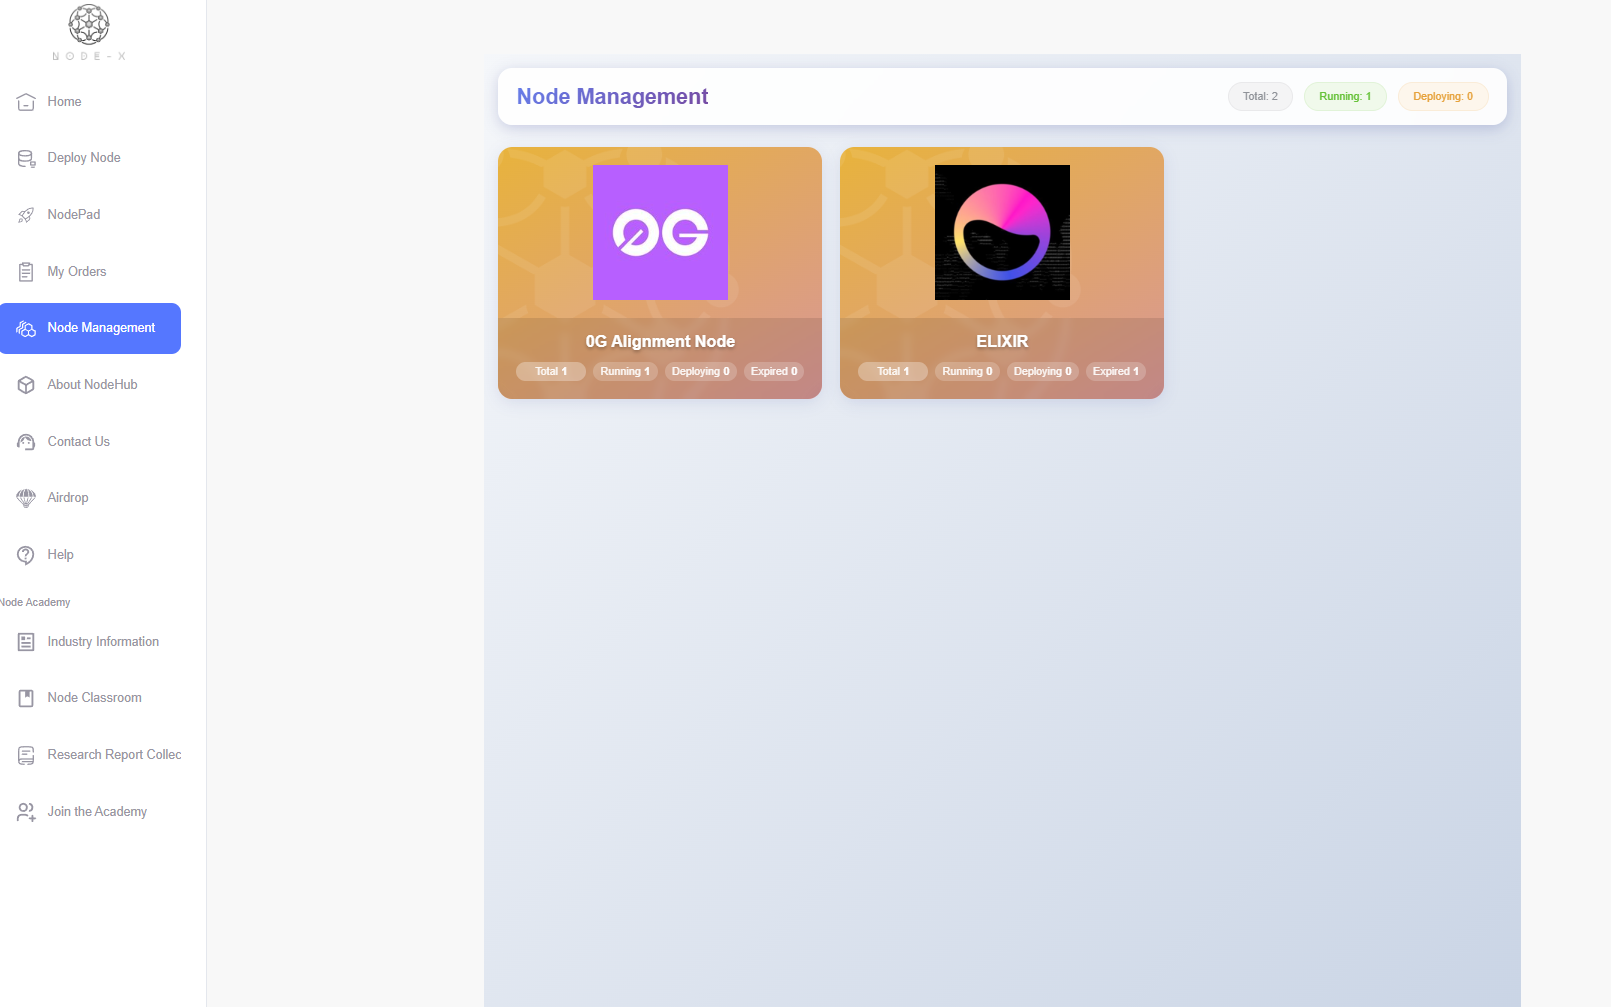 NODE-X
Home
Deploy Node
NodePad
My Orders
Node Management
About NodeHub
Contact Us
Airdrop
Help
Node Academy
Industry Information
Node Classroom
Research Report Collec
Join the Academy
Node Management
Total: 2
Running: 1
Deploying: 0
0G
0G Alignment Node
Total 1
Running 1
Deploying 0
Expired 0
ELIXIR
Total 1
Running 0
Deploying 0
Expired 1